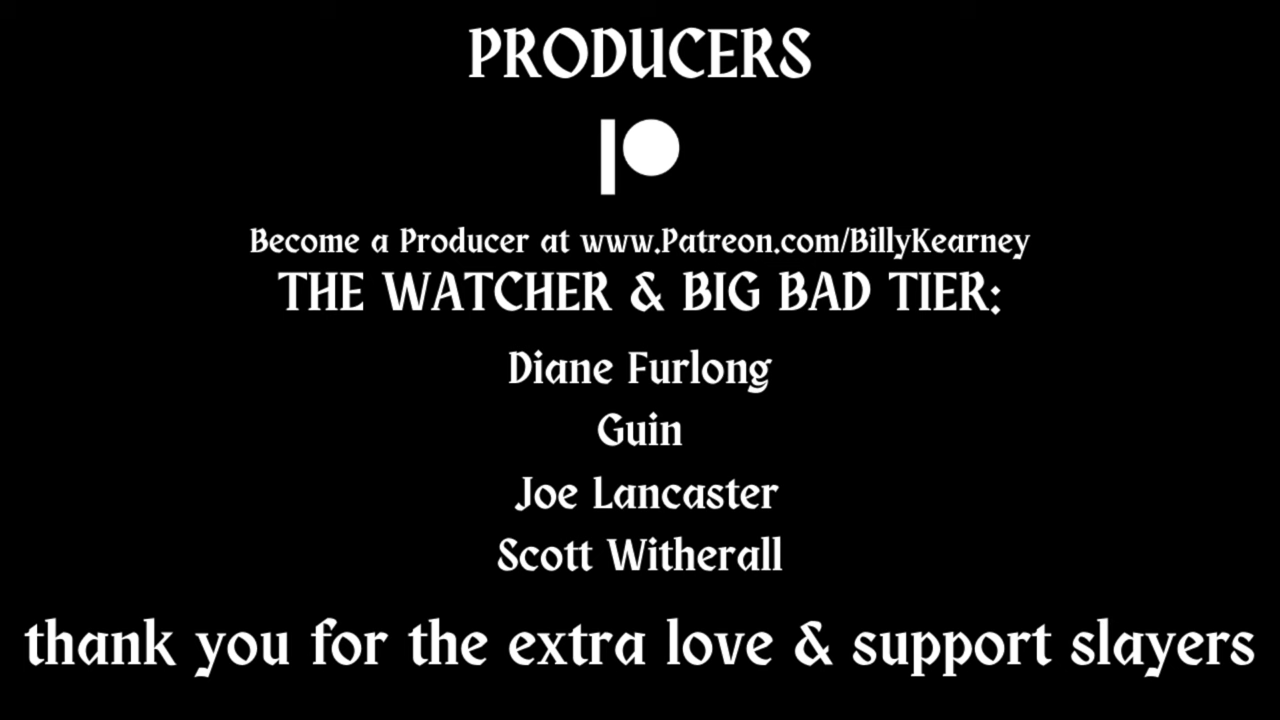 PRODUCERS
Become a Producer at www.Patreon.com/BillyKearney
THE WATCHER & BIG BAD TIER:
Diane Furlong
Guin
Joe Lancaster
Scott Witherall
thank you for the extra love & support slayers